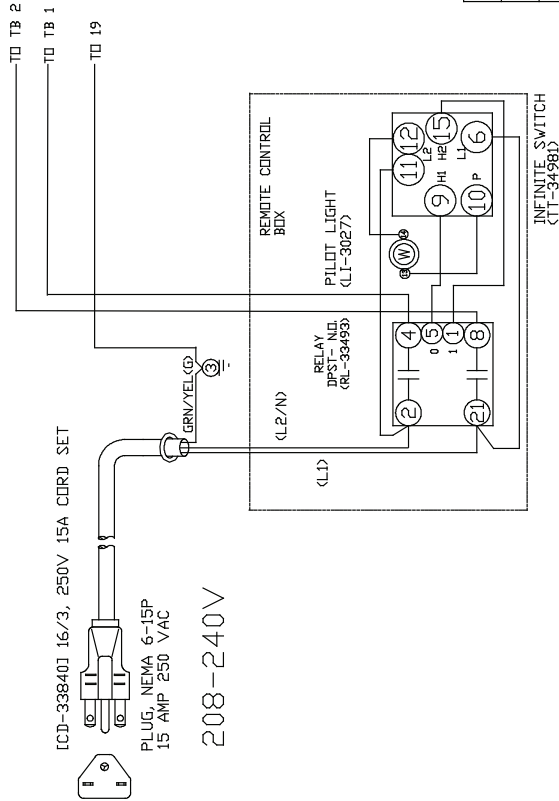 TO TB 2
TO TB 1
TO 19
[CD-33840] 16/3, 250V 15A CORD SET
PLUG, NEMA 6-15P
15 AMP 250 VAC
208-240V
GRN/YEL(G)
3
(L2/N)
(L1)
REMOTE CONTROL
BOX
PILOT LIGHT
(LI-3027)
RELAY
DPST- N.O.
(RL-33493)
2
4
5
0
1
1
8
21
W
13
14
11
12
L2
15
H2
6
L1
9
H1
10
P
INFINITE SWITCH
(TT-34981)